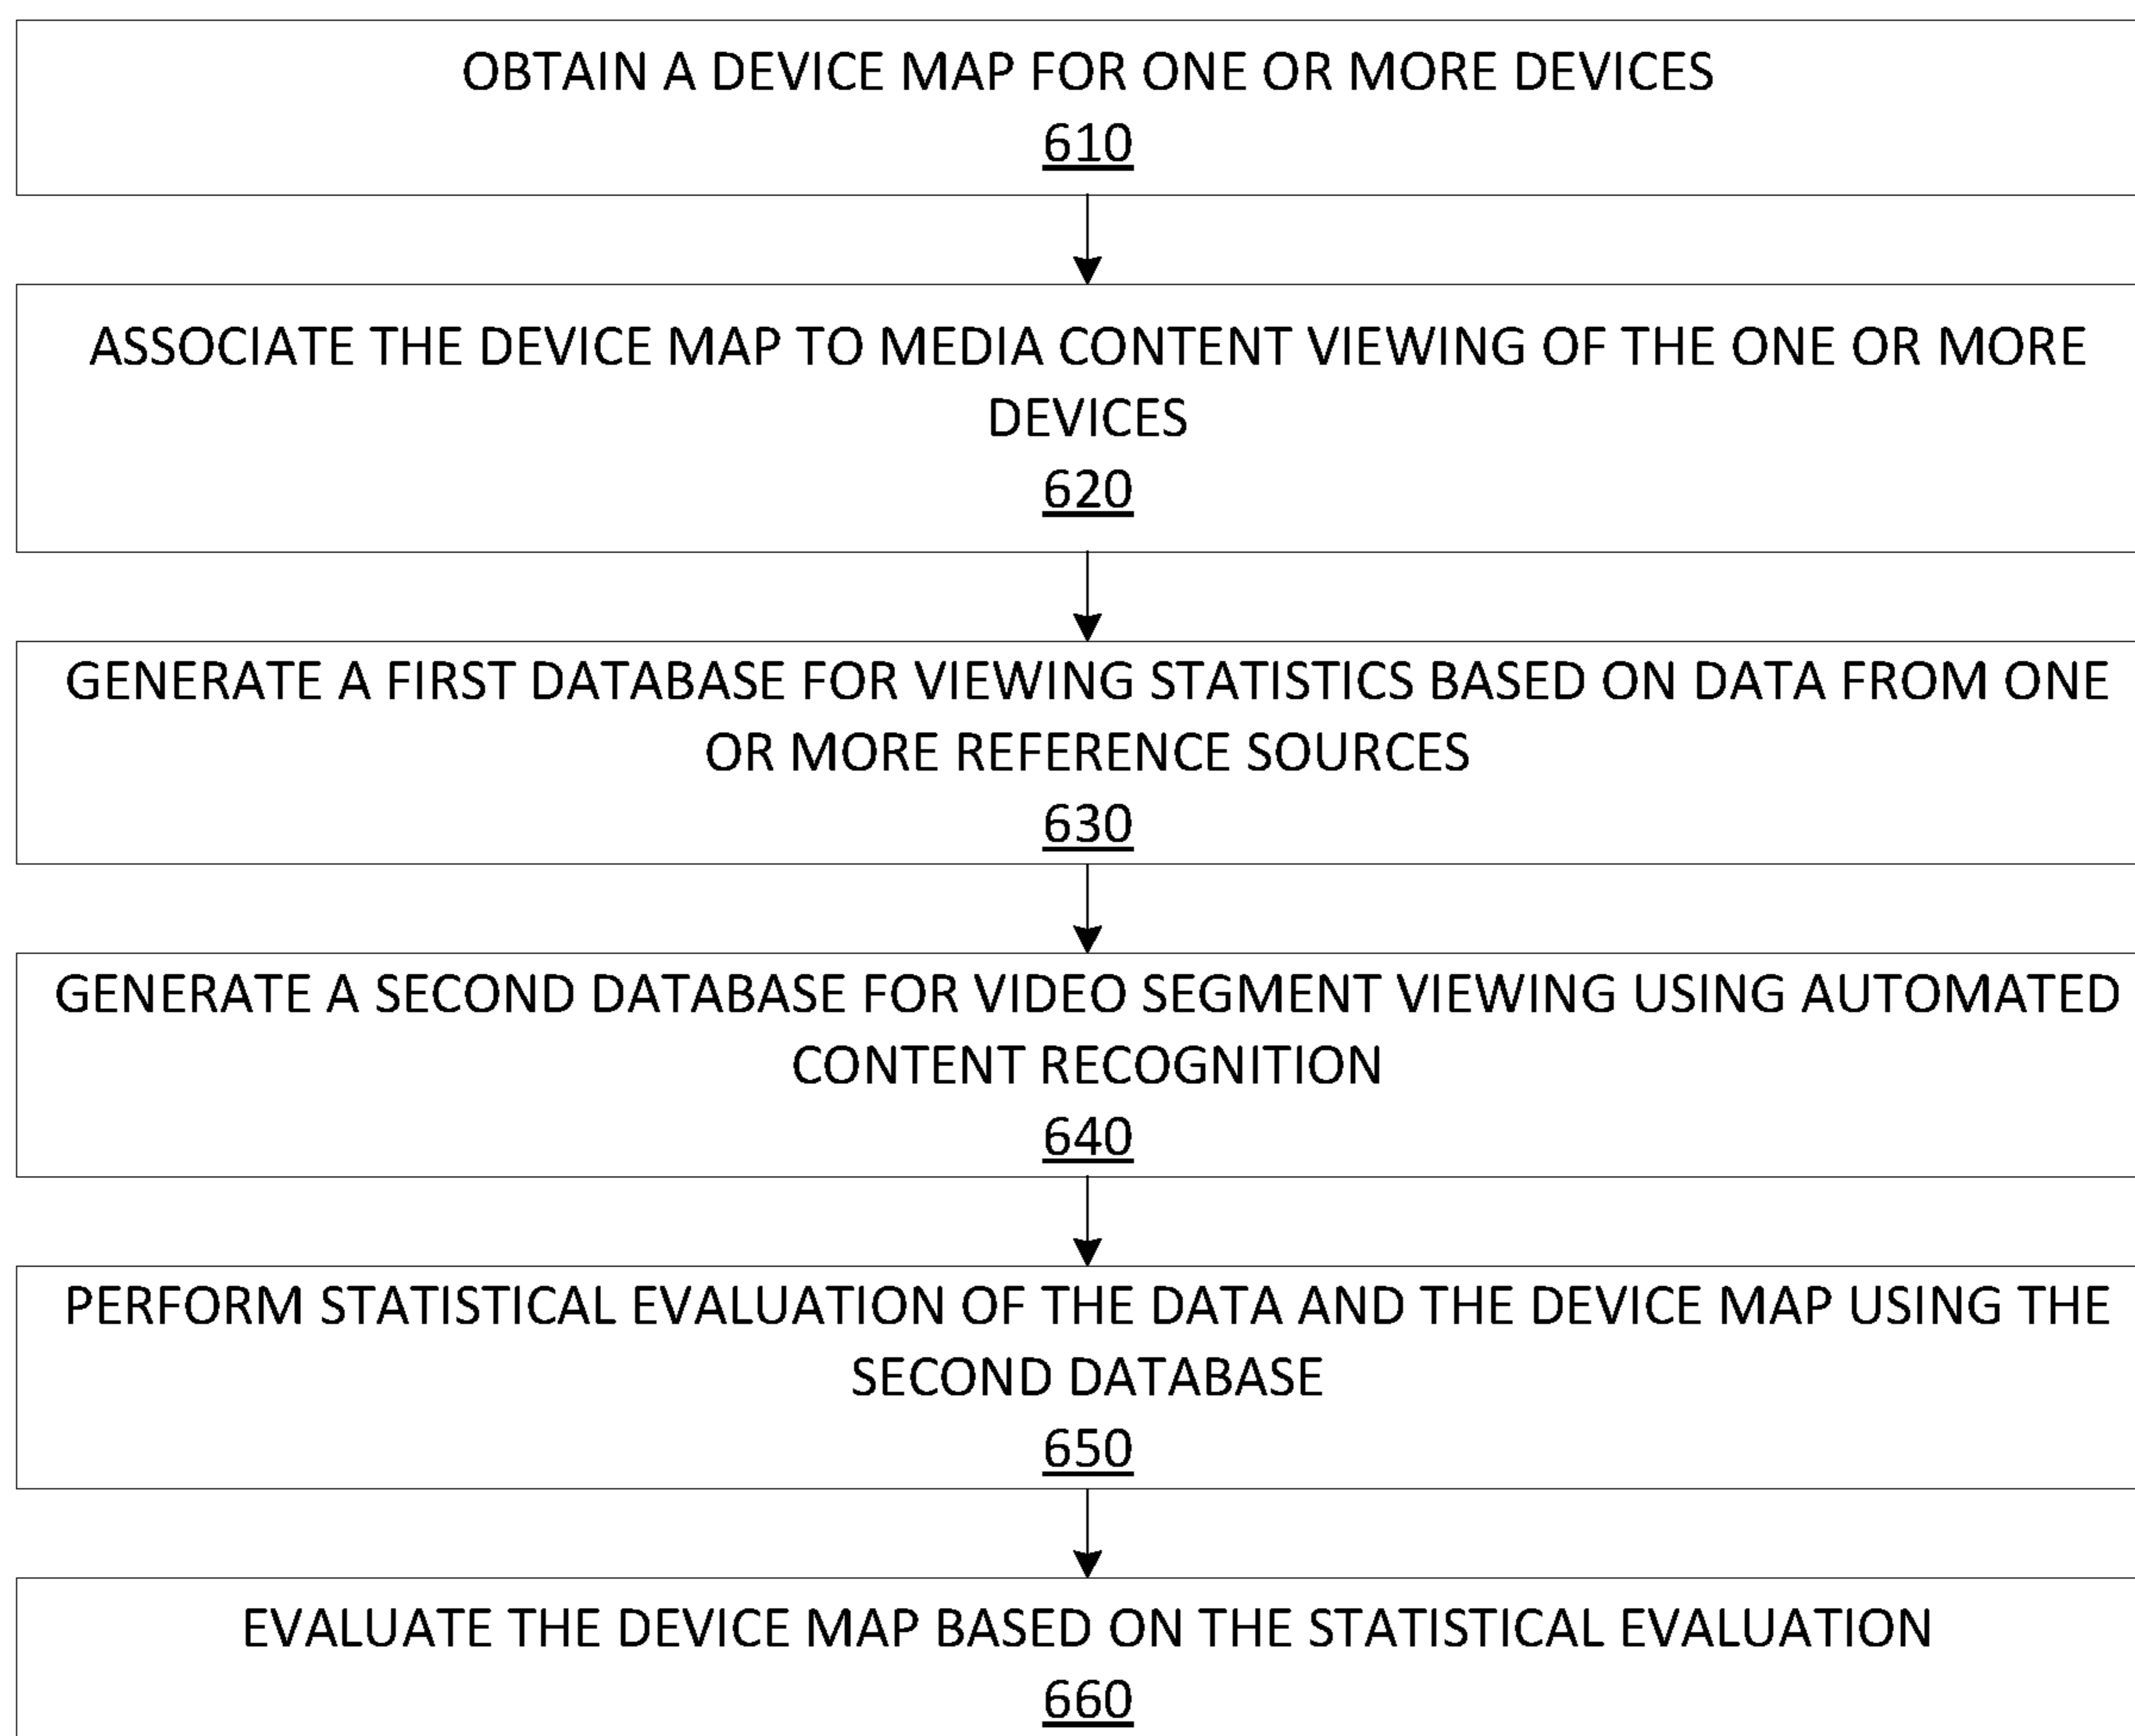 OBTAIN A DEVICE MAP FOR ONE OR MORE DEVICES
610
ASSOCIATE THE DEVICE MAP TO MEDIA CONTENT VIEWING OF THE ONE OR MORE
DEVICES
620
GENERATE A FIRST DATABASE FOR VIEWING STATISTICS BASED ON DATA FROM ONE
OR MORE REFERENCE SOURCES
630
GENERATE A SECOND DATABASE FOR VIDEO SEGMENT VIEWING USING AUTOMATED
CONTENT RECOGNITION
640
PERFORM STATISTICAL EVALUATION OF THE DATA AND THE DEVICE MAP USING THE
SECOND DATABASE
650
EVALUATE THE DEVICE MAP BASED ON THE STATISTICAL EVALUATION
660